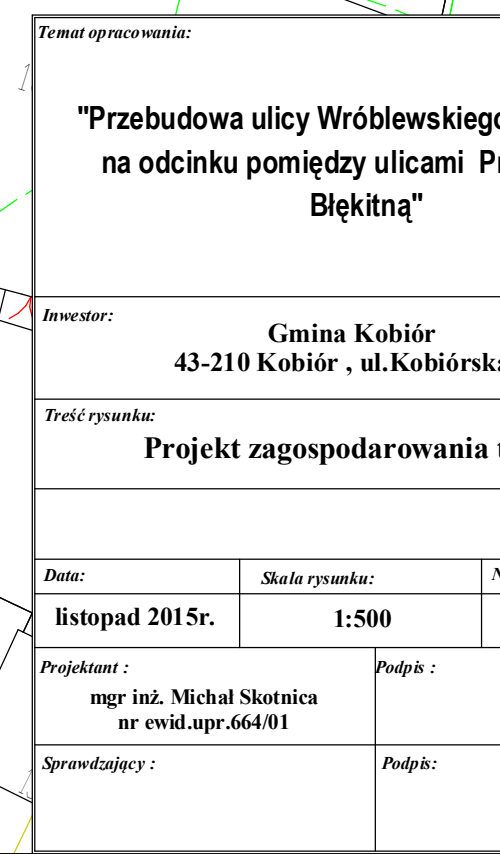 Temat opracowania:
"Przebudowa ulicy Wróblewskiego
na odcinku pomiędzy ulicami Pr
Błękitną"
Inwestor:
Gmina Kobiór
43-210 Kobiór , ul.Kobiórska
Treść rysunku:
Projekt zagospodarowania t
Data:
Skala rysunku:
N
listopad 2015r.
1:500
Projektant :
Podpis :
mgr inż. Michał Skotnica
nr ewid.upr.664/01
Sprawdzający :
Podpis: